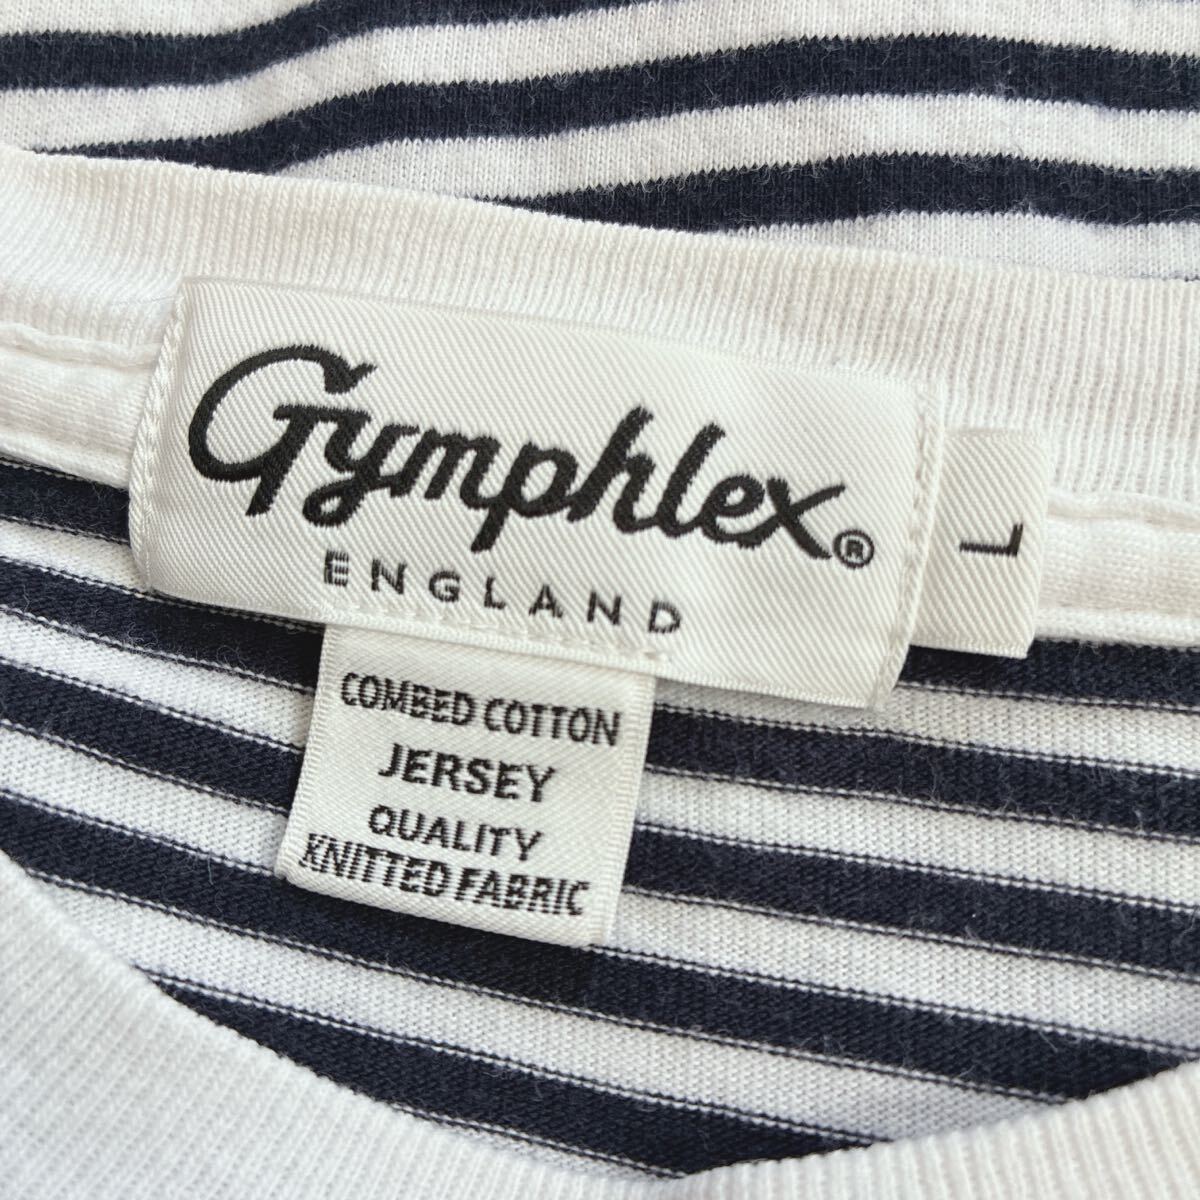 Gymphlex®
ENGLAND
L
COMBED COTTON
JERSEY
QUALITY
KNITTED FABRIC